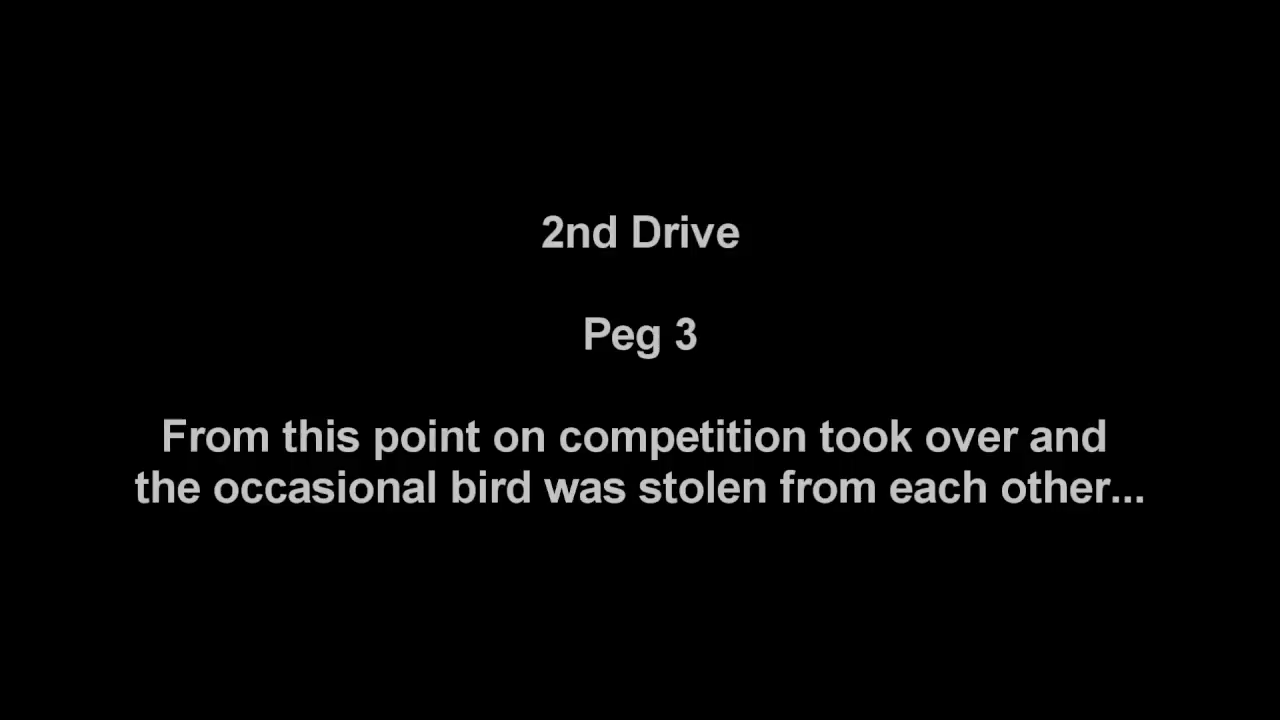 2nd Drive
Peg 3
From this point on competition took over and
the occasional bird was stolen from each other...